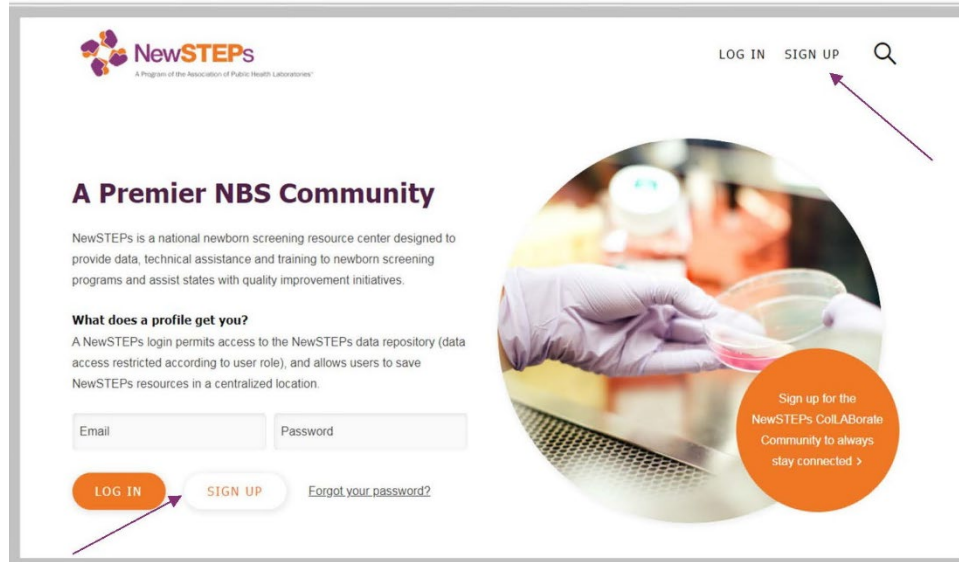 NewSTEPs
A Program of the Association of Public Health Laboratories™
LOG IN SIGN UP
A Premier NBS Community
NewSTEPs is a national newborn screening resource center designed to
provide data, technical assistance and training to newborn screening
programs and assist states with quality improvement initiatives.
What does a profile get you?
A NewSTEPs login permits access to the NewSTEPs data repository (data
access restricted according to user role), and allows users to save
NewSTEPs resources in a centralized location.
Email Password
LOG IN SIGN UP Forgot your password?
Sign up for the
NewSTEPs ColLABorate
Community to always
stay connected >